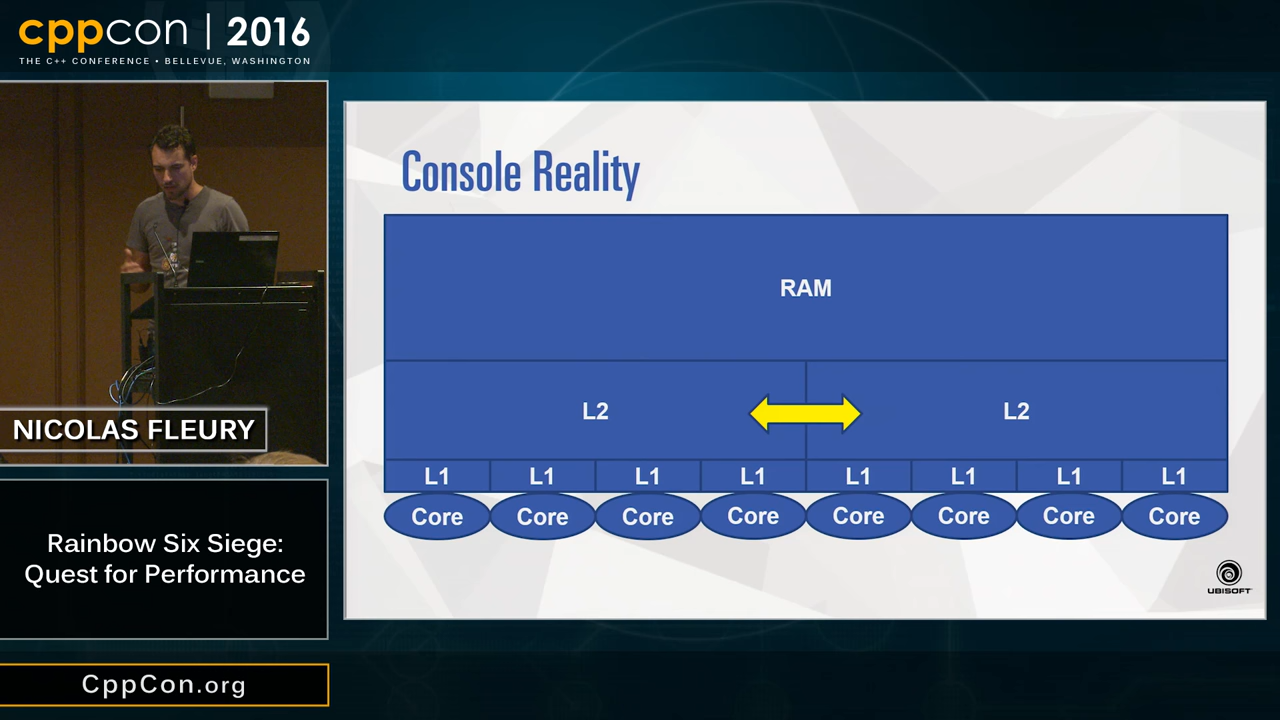 cppcon | 2016
THE C++ CONFERENCE • BELLEVUE, WASHINGTON
NICOLAS FLEURY
Rainbow Six Siege:
Quest for Performance
CppCon.org
Console Reality
RAM
L2 L2
L1 L1 L1 L1 L1 L1 L1 L1
Core Core Core Core Core Core Core Core
UBISOFT